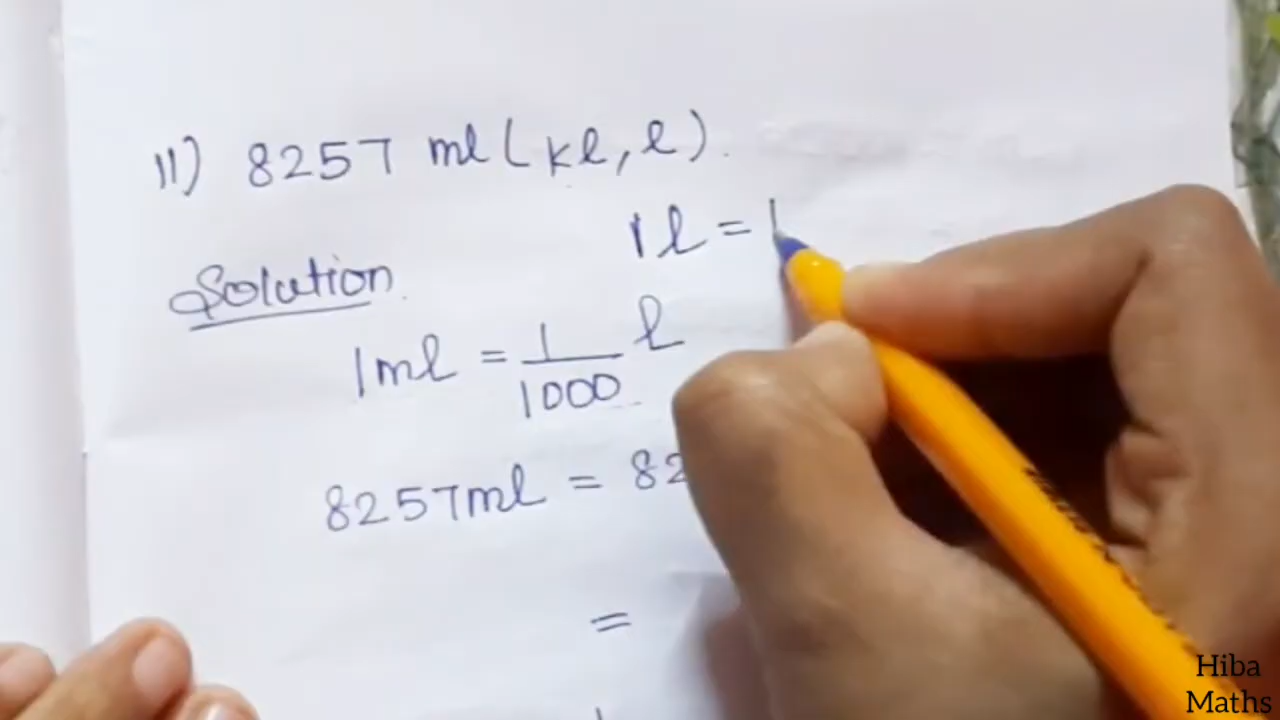 11) 8257 ml (kl, l).
1l = 1
Solution
1ml = 1/1000 l
8257ml = 82
=
Hiba
Maths